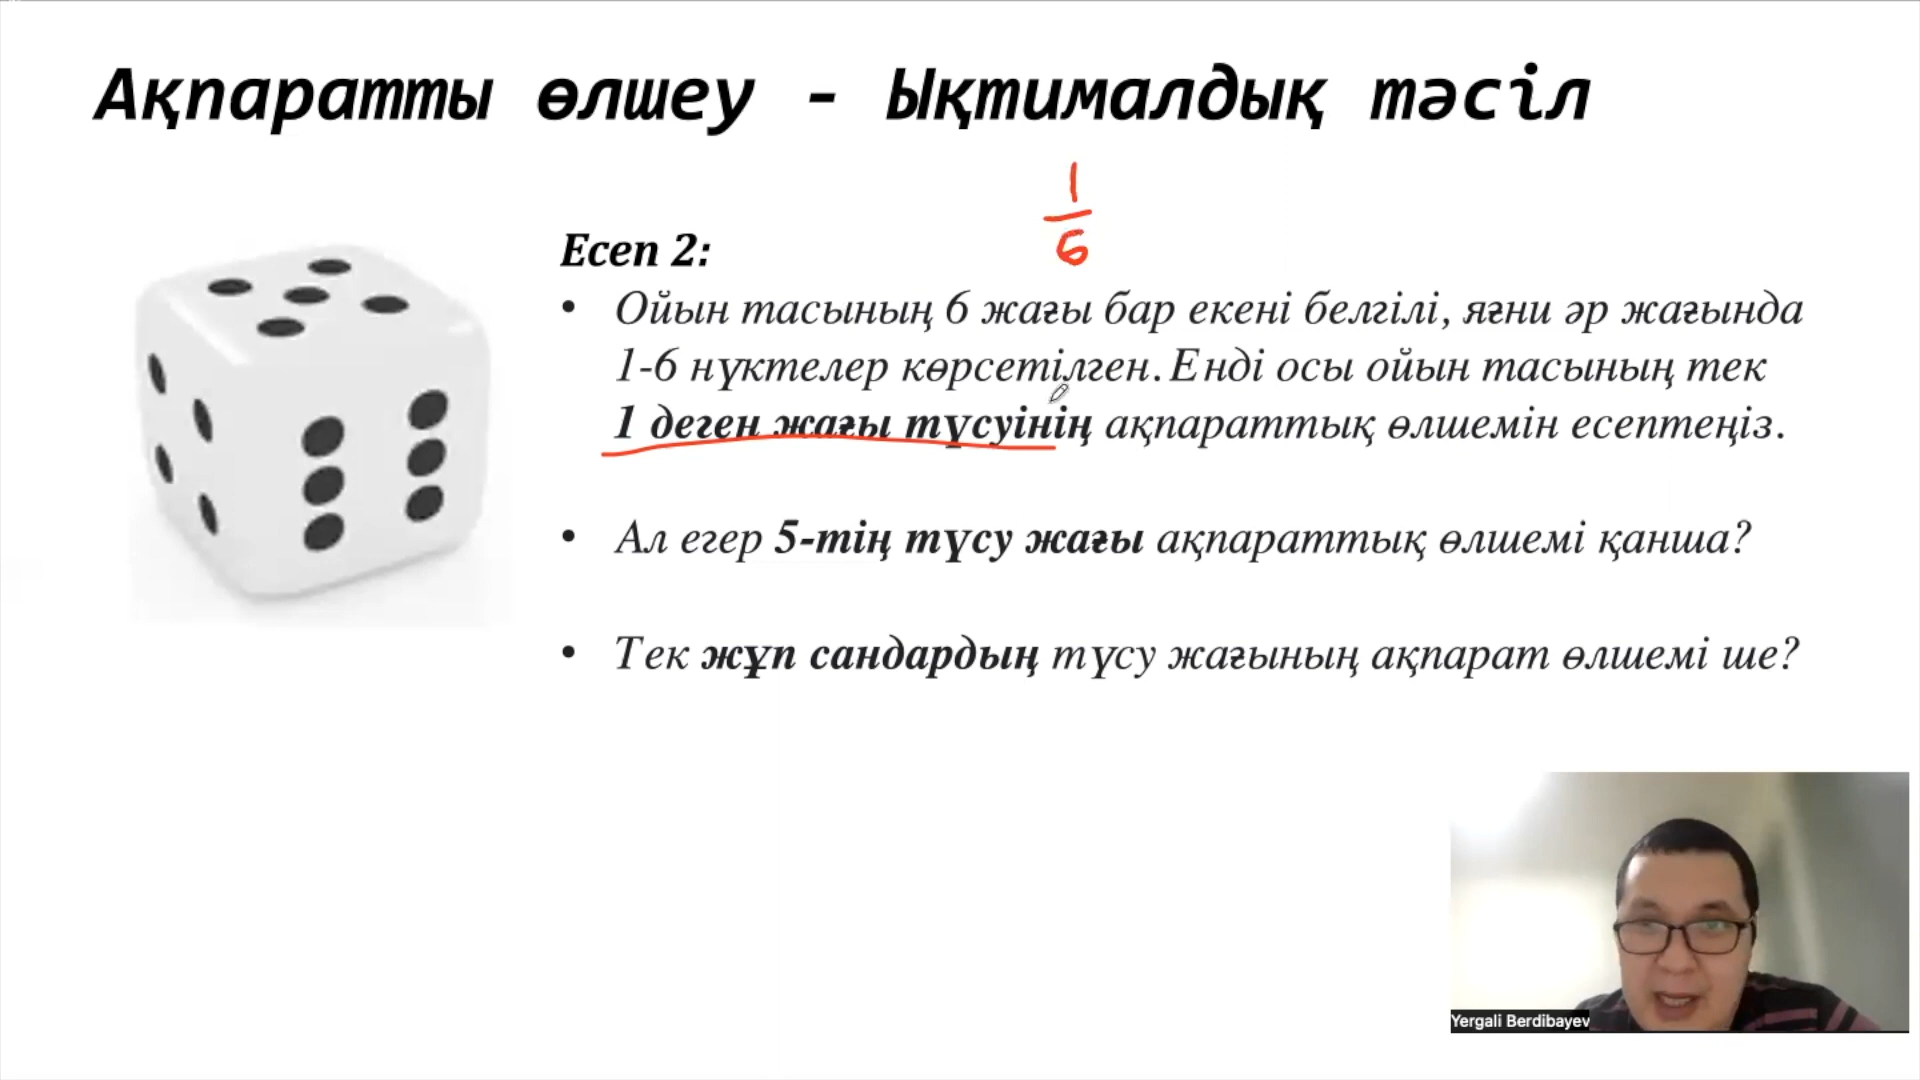 Ақпаратты өлшеу - Ықтималдық тәсіл
1
6
Есеп 2:
• Ойын тасының 6 жағы бар екені белгілі, яғни әр жағында
1-6 нүктелер көрсетілген. Енді осы ойын тасының тек
1 деген жағы түсуінің ақпараттық өлшемін есептеңіз.
• Ал егер 5-тің түсу жағы ақпараттық өлшемі қанша?
• Тек жұп сандардың түсу жағының ақпарат өлшемі ше?
Yergali Berdibayev